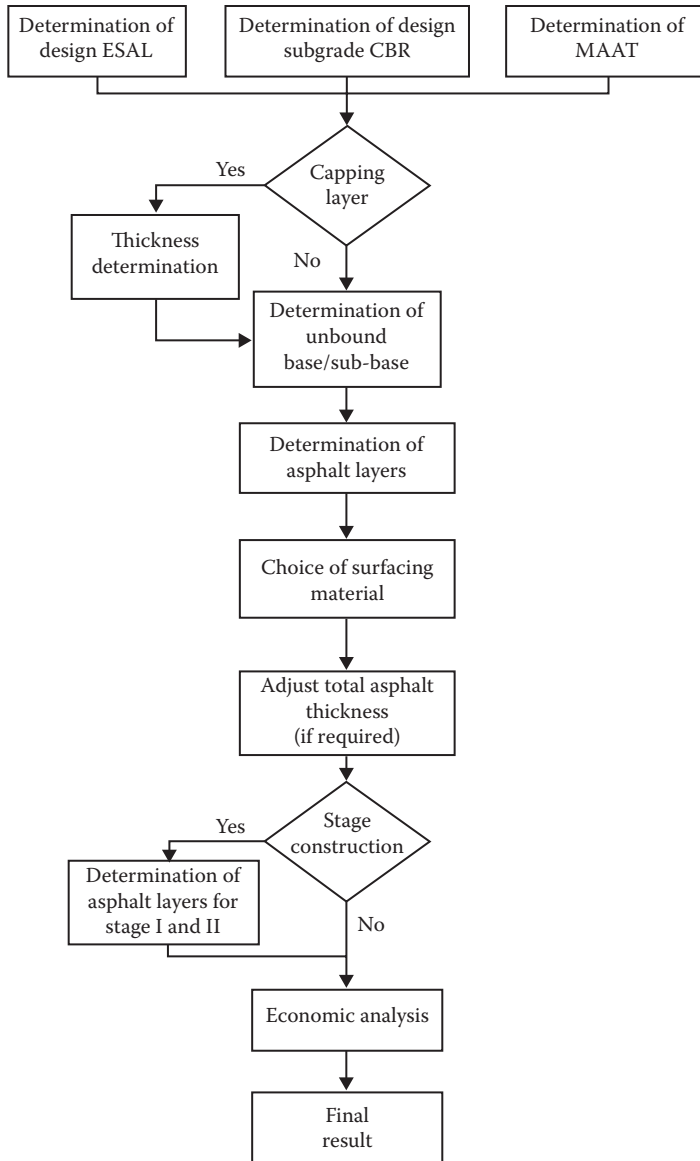 Determination of
design ESAL
Determination of design
subgrade CBR
Determination of
MAAT
Yes
Capping
layer
Thickness
determination
No
Determination of
unbound
base/sub-base
Determination of
asphalt layers
Choice of surfacing
material
Adjust total asphalt
thickness
(if required)
Yes
Stage
construction
Determination of
asphalt layers for
stage I and II
No
Economic analysis
Final
result